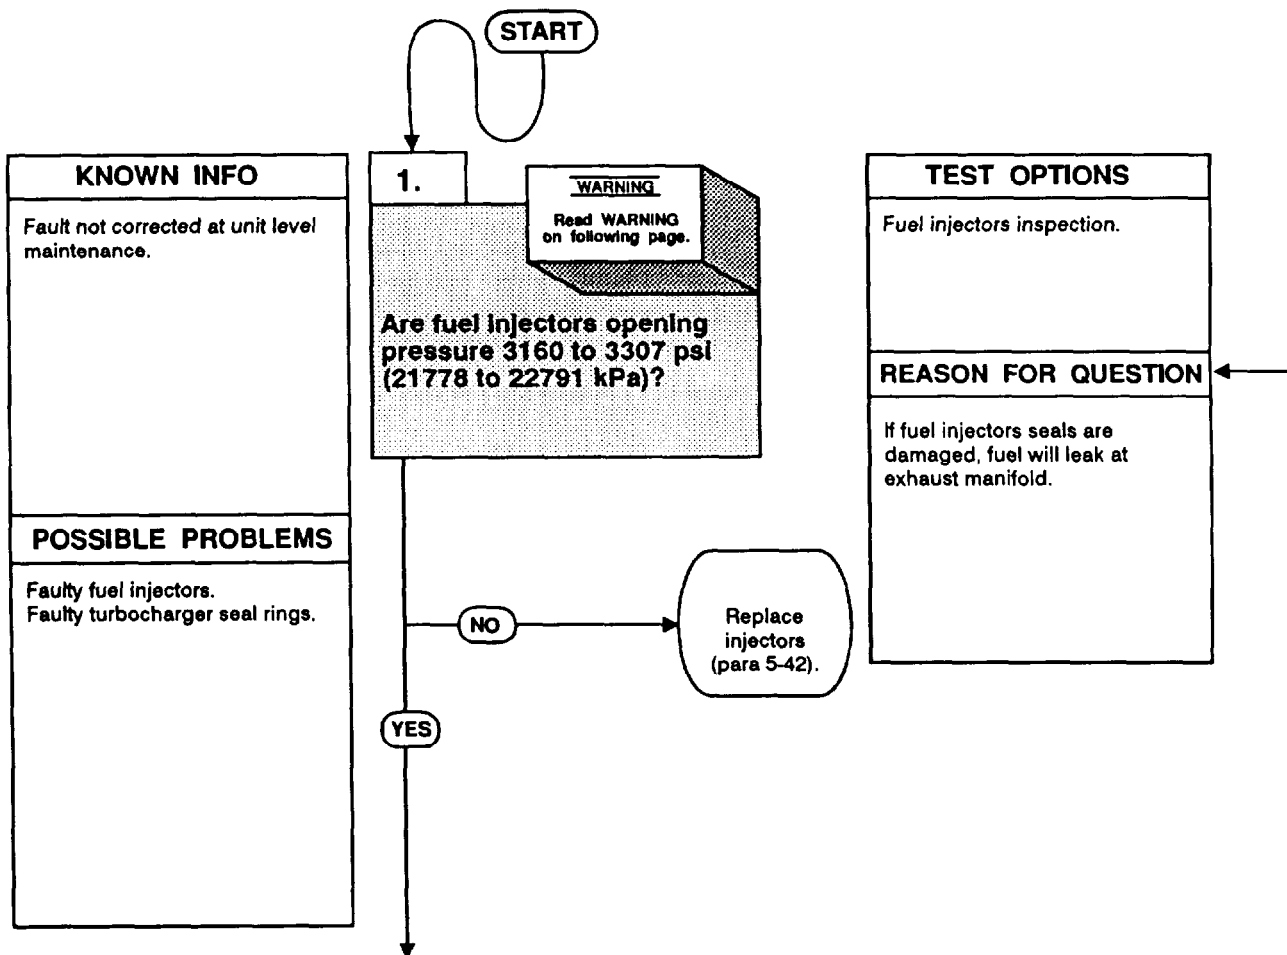 START
KNOWN INFO
Fault not corrected at unit level
maintenance.
POSSIBLE PROBLEMS
Faulty fuel injectors.
Faulty turbocharger seal rings.
1.
WARNING
Read WARNING
on following page.
Are fuel injectors opening
pressure 3160 to 3307 psi
(21778 to 22791 kPa)?
NO
Replace
injectors
(para 5-42).
YES
TEST OPTIONS
Fuel injectors inspection.
REASON FOR QUESTION
If fuel injectors seals are
damaged, fuel will leak at
exhaust manifold.